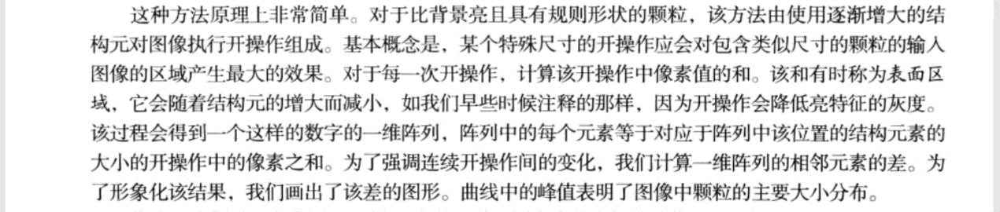 这种方法原理上非常简单。对于比背景亮且具有规则形状的颗粒，该方法由使用逐渐增大的结
构元对图像执行开操作组成。基本概念是，某个特殊尺寸的开操作应会对包含类似尺寸的颗粒的输入
图像的区域产生最大的效果。对于每一次开操作，计算该开操作中像素值的和。该和有时称为表面区
域，它会随着结构元的增大而减小，如我们早些时候注释的那样，因为开操作会降低亮特征的灰度。
该过程会得到一个这样的数字的一维阵列，阵列中的每个元素等于对应于阵列中该位置的结构元素的
大小的开操作中的像素之和。为了强调连续开操作间的变化，我们计算一维阵列的相邻元素的差。为
了形象化该结果，我们画出了该差的图形。曲线中的峰值表明了图像中颗粒的主要大小分布。